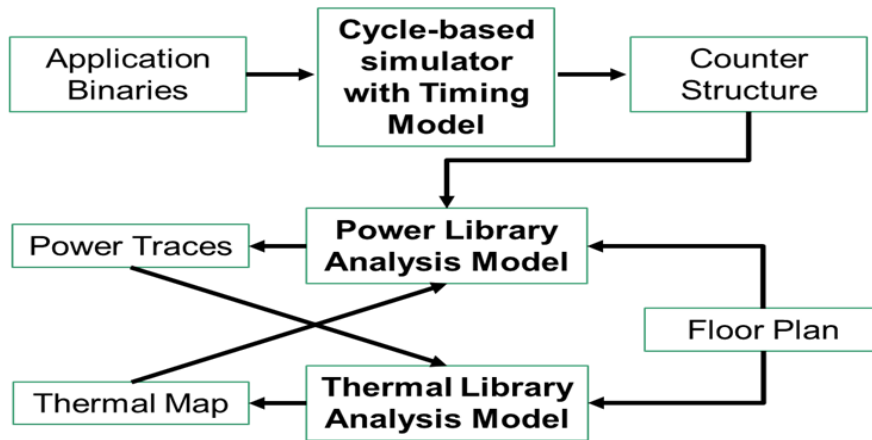 Application
Binaries
Cycle-based
simulator
with Timing
Model
Counter
Structure
Power Traces
Power Library
Analysis Model
Floor Plan
Thermal Map
Thermal Library
Analysis Model